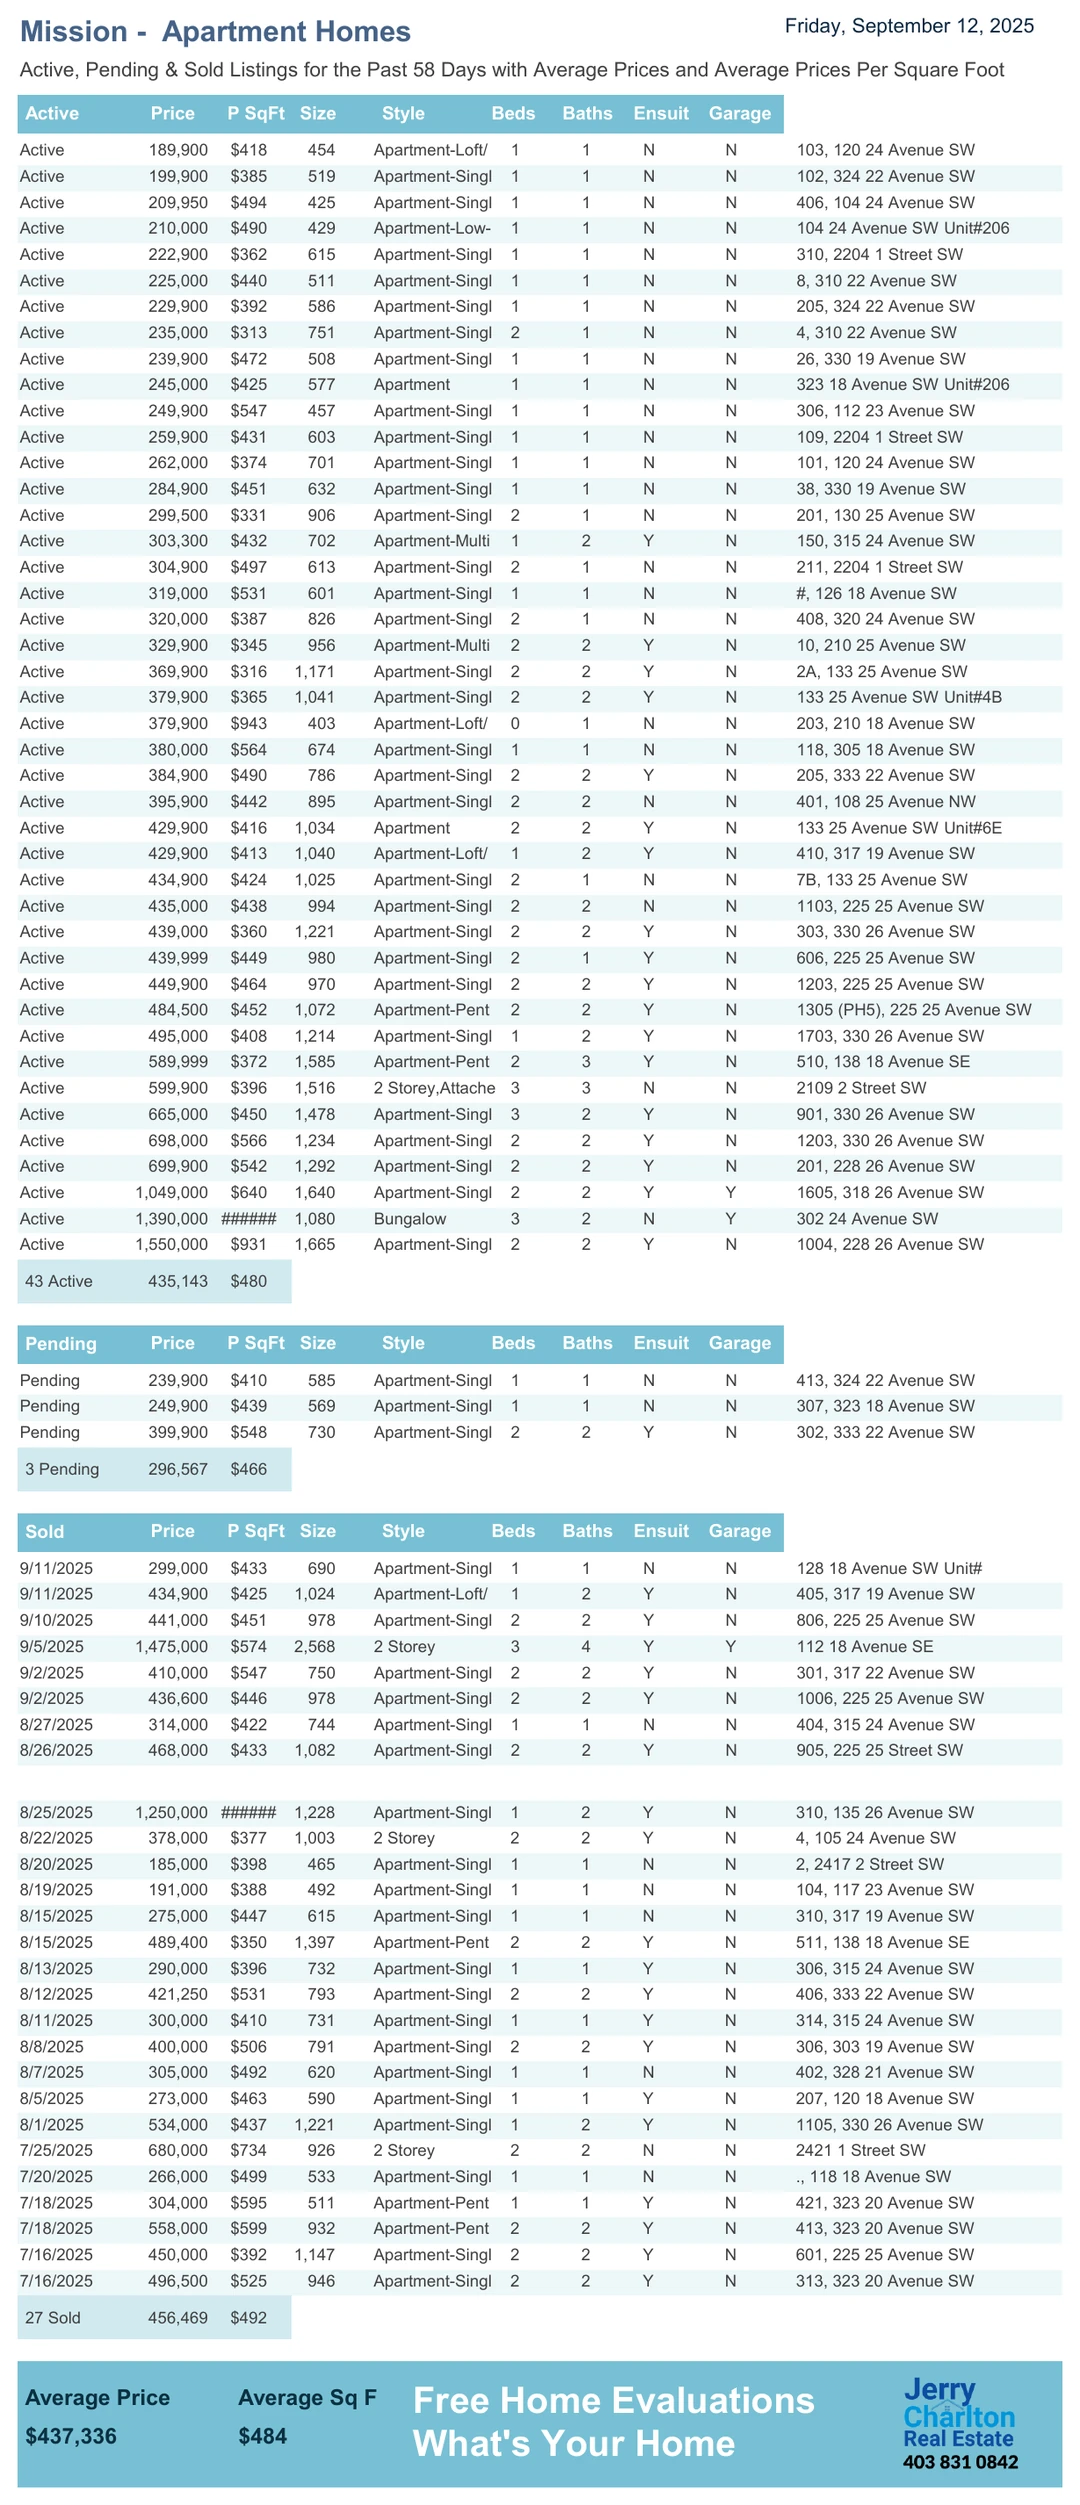 Mission -  Apartment Homes
Friday, September 12, 2025
Active, Pending & Sold Listings for the Past 58 Days with Average Prices and Average Prices Per Square Foot
Active Price P SqFt Size Style Beds Baths Ensuit Garage
Active 189,900 $418 454 Apartment-Loft/ 1 1 N N 103, 120 24 Avenue SW
Active 199,900 $385 519 Apartment-Singl 1 1 N N 102, 324 22 Avenue SW
Active 209,950 $494 425 Apartment-Singl 1 1 N N 406, 104 24 Avenue SW
Active 210,000 $490 429 Apartment-Low- 1 1 N N 104 24 Avenue SW Unit#206
Active 222,900 $362 615 Apartment-Singl 1 1 N N 310, 2204 1 Street SW
Active 225,000 $440 511 Apartment-Singl 1 1 N N 8, 310 22 Avenue SW
Active 229,900 $392 586 Apartment-Singl 1 1 N N 205, 324 22 Avenue SW
Active 235,000 $313 751 Apartment-Singl 2 1 N N 4, 310 22 Avenue SW
Active 239,900 $472 508 Apartment-Singl 1 1 N N 26, 330 19 Avenue SW
Active 245,000 $425 577 Apartment 1 1 N N 323 18 Avenue SW Unit#206
Active 249,900 $547 457 Apartment-Singl 1 1 N N 306, 112 23 Avenue SW
Active 259,900 $431 603 Apartment-Singl 1 1 N N 109, 2204 1 Street SW
Active 262,000 $374 701 Apartment-Singl 1 1 N N 101, 120 24 Avenue SW
Active 284,900 $451 632 Apartment-Singl 1 1 N N 38, 330 19 Avenue SW
Active 299,500 $331 906 Apartment-Singl 2 1 N N 201, 130 25 Avenue SW
Active 303,300 $432 702 Apartment-Multi 1 2 Y N 150, 315 24 Avenue SW
Active 304,900 $497 613 Apartment-Singl 2 1 N N 211, 2204 1 Street SW
Active 319,000 $531 601 Apartment-Singl 1 1 N N #, 126 18 Avenue SW
Active 320,000 $387 826 Apartment-Singl 2 1 N N 408, 320 24 Avenue SW
Active 329,900 $345 956 Apartment-Multi 2 2 Y N 10, 210 25 Avenue SW
Active 369,900 $316 1,171 Apartment-Singl 2 2 Y N 2A, 133 25 Avenue SW
Active 379,900 $365 1,041 Apartment-Singl 2 2 Y N 133 25 Avenue SW Unit#4B
Active 379,900 $943 403 Apartment-Loft/ 0 1 N N 203, 210 18 Avenue SW
Active 380,000 $564 674 Apartment-Singl 1 1 N N 118, 305 18 Avenue SW
Active 384,900 $490 786 Apartment-Singl 2 2 Y N 205, 333 22 Avenue SW
Active 395,900 $442 895 Apartment-Singl 2 2 N N 401, 108 25 Avenue NW
Active 429,900 $416 1,034 Apartment 2 2 Y N 133 25 Avenue SW Unit#6E
Active 429,900 $413 1,040 Apartment-Loft/ 1 2 Y N 410, 317 19 Avenue SW
Active 434,900 $424 1,025 Apartment-Singl 2 1 N N 7B, 133 25 Avenue SW
Active 435,000 $438 994 Apartment-Singl 2 2 N N 1103, 225 25 Avenue SW
Active 439,000 $360 1,221 Apartment-Singl 2 2 Y N 303, 330 26 Avenue SW
Active 439,999 $449 980 Apartment-Singl 2 1 Y N 606, 225 25 Avenue SW
Active 449,900 $464 970 Apartment-Singl 2 2 Y N 1203, 225 25 Avenue SW
Active 484,500 $452 1,072 Apartment-Pent 2 2 Y N 1305 (PH5), 225 25 Avenue SW
Active 495,000 $408 1,214 Apartment-Singl 1 2 Y N 1703, 330 26 Avenue SW
Active 589,999 $372 1,585 Apartment-Pent 2 3 Y N 510, 138 18 Avenue SE
Active 599,900 $396 1,516 2 Storey,Attache 3 3 N N 2109 2 Street SW
Active 665,000 $450 1,478 Apartment-Singl 3 2 Y N 901, 330 26 Avenue SW
Active 698,000 $566 1,234 Apartment-Singl 2 2 Y N 1203, 330 26 Avenue SW
Active 699,900 $542 1,292 Apartment-Singl 2 2 Y N 201, 228 26 Avenue SW
Active 1,049,000 $640 1,640 Apartment-Singl 2 2 Y Y 1605, 318 26 Avenue SW
Active 1,390,000 ###### 1,080 Bungalow 3 2 N Y 302 24 Avenue SW
Active 1,550,000 $931 1,665 Apartment-Singl 2 2 Y N 1004, 228 26 Avenue SW
43 Active 435,143 $480
Pending Price P SqFt Size Style Beds Baths Ensuit Garage
Pending 239,900 $410 585 Apartment-Singl 1 1 N N 413, 324 22 Avenue SW
Pending 249,900 $439 569 Apartment-Singl 1 1 N N 307, 323 18 Avenue SW
Pending 399,900 $548 730 Apartment-Singl 2 2 Y N 302, 333 22 Avenue SW
3 Pending 296,567 $466
Sold Price P SqFt Size Style Beds Baths Ensuit Garage
9/11/2025 299,000 $433 690 Apartment-Singl 1 1 N N 128 18 Avenue SW Unit#
9/11/2025 434,900 $425 1,024 Apartment-Loft/ 1 2 Y N 405, 317 19 Avenue SW
9/10/2025 441,000 $451 978 Apartment-Singl 2 2 Y N 806, 225 25 Avenue SW
9/5/2025 1,475,000 $574 2,568 2 Storey 3 4 Y Y 112 18 Avenue SE
9/2/2025 410,000 $547 750 Apartment-Singl 2 2 Y N 301, 317 22 Avenue SW
9/2/2025 436,600 $446 978 Apartment-Singl 2 2 Y N 1006, 225 25 Avenue SW
8/27/2025 314,000 $422 744 Apartment-Singl 1 1 N N 404, 315 24 Avenue SW
8/26/2025 468,000 $433 1,082 Apartment-Singl 2 2 Y N 905, 225 25 Street SW
8/25/2025 1,250,000 ###### 1,228 Apartment-Singl 1 2 Y N 310, 135 26 Avenue SW
8/22/2025 378,000 $377 1,003 2 Storey 2 2 Y N 4, 105 24 Avenue SW
8/20/2025 185,000 $398 465 Apartment-Singl 1 1 N N 2, 2417 2 Street SW
8/19/2025 191,000 $388 492 Apartment-Singl 1 1 N N 104, 117 23 Avenue SW
8/15/2025 275,000 $447 615 Apartment-Singl 1 1 N N 310, 317 19 Avenue SW
8/15/2025 489,400 $350 1,397 Apartment-Pent 2 2 Y N 511, 138 18 Avenue SE
8/13/2025 290,000 $396 732 Apartment-Singl 1 1 Y N 306, 315 24 Avenue SW
8/12/2025 421,250 $531 793 Apartment-Singl 2 2 Y N 406, 333 22 Avenue SW
8/11/2025 300,000 $410 731 Apartment-Singl 1 1 Y N 314, 315 24 Avenue SW
8/8/2025 400,000 $506 791 Apartment-Singl 2 2 Y N 306, 303 19 Avenue SW
8/7/2025 305,000 $492 620 Apartment-Singl 1 1 N N 402, 328 21 Avenue SW
8/5/2025 273,000 $463 590 Apartment-Singl 1 1 Y N 207, 120 18 Avenue SW
8/1/2025 534,000 $437 1,221 Apartment-Singl 1 2 Y N 1105, 330 26 Avenue SW
7/25/2025 680,000 $734 926 2 Storey 2 2 N N 2421 1 Street SW
7/20/2025 266,000 $499 533 Apartment-Singl 1 1 N N ., 118 18 Avenue SW
7/18/2025 304,000 $595 511 Apartment-Pent 1 1 Y N 421, 323 20 Avenue SW
7/18/2025 558,000 $599 932 Apartment-Pent 2 2 Y N 413, 323 20 Avenue SW
7/16/2025 450,000 $392 1,147 Apartment-Singl 2 2 Y N 601, 225 25 Avenue SW
7/16/2025 496,500 $525 946 Apartment-Singl 2 2 Y N 313, 323 20 Avenue SW
27 Sold 456,469 $492
Average Price Average Sq F
$437,336 $484
Free Home Evaluations
What's Your Home
Jerry
Charlton
Real Estate
403 831 0842